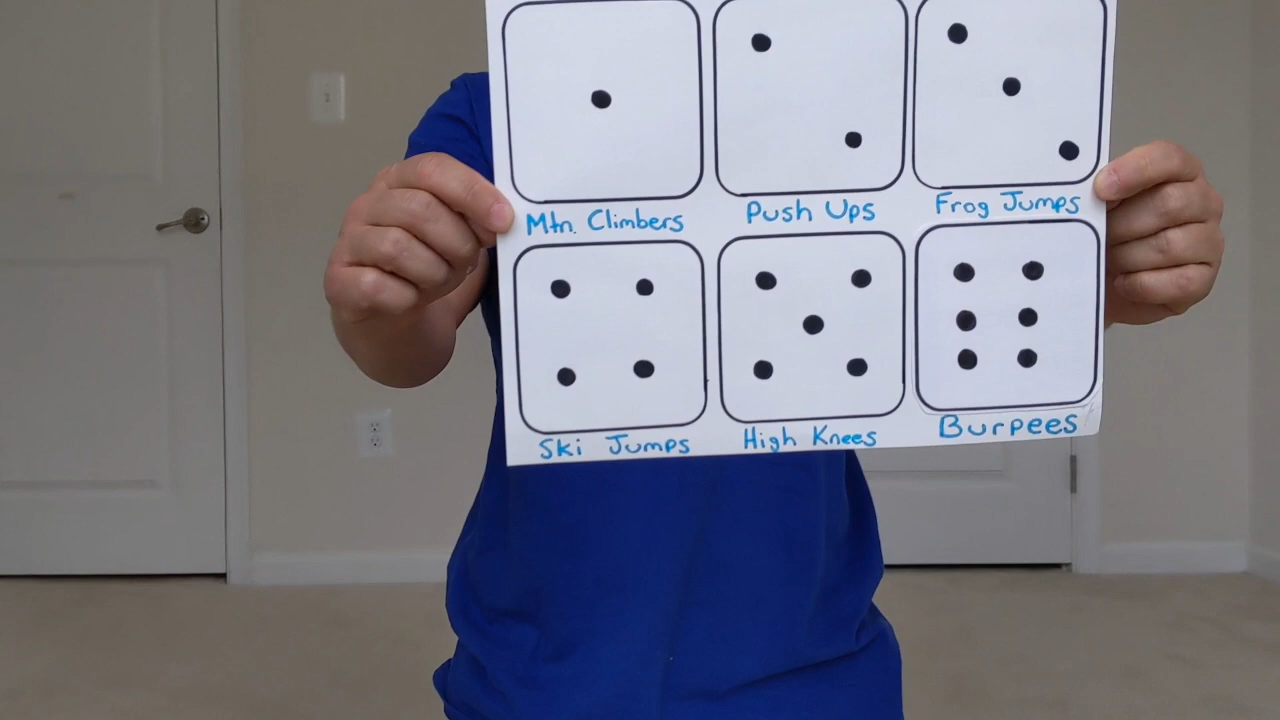 Mtn. Climbers
Push Ups
Frog Jumps
Ski Jumps
High Knees
Burpees